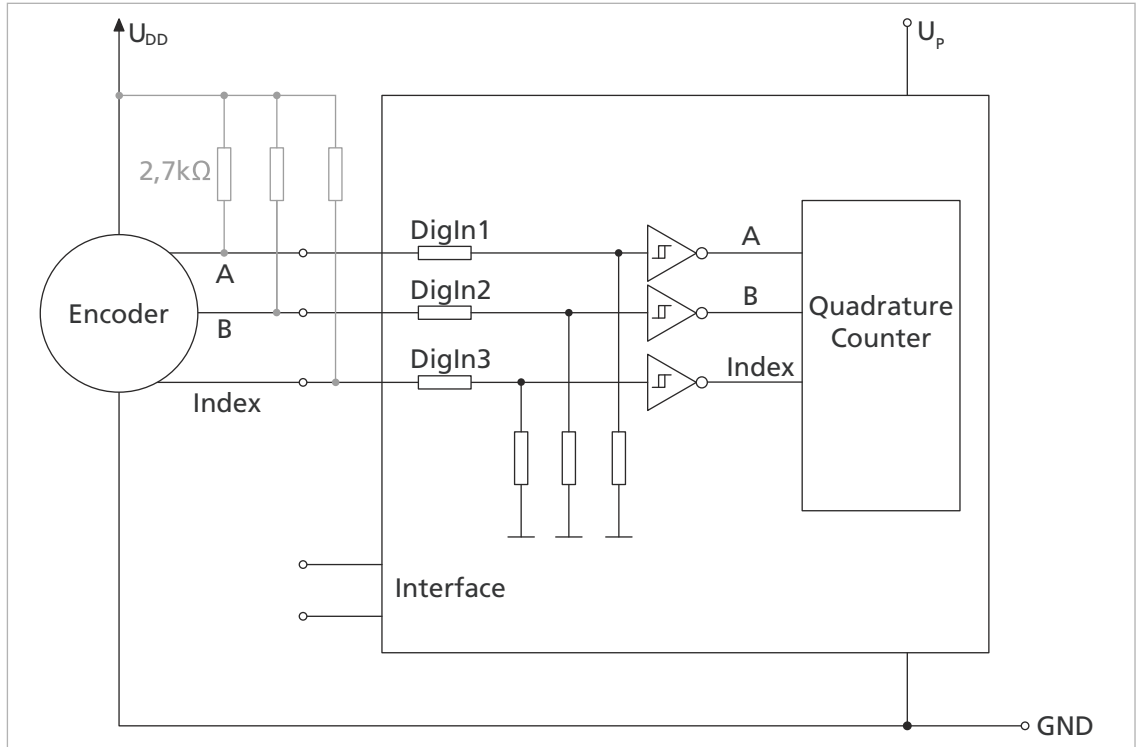 U_DD
U_P
2,7kΩ
DigIn1
A
A
DigIn2
B
B
Encoder
Quadrature
Counter
DigIn3
Index
Index
Interface
GND